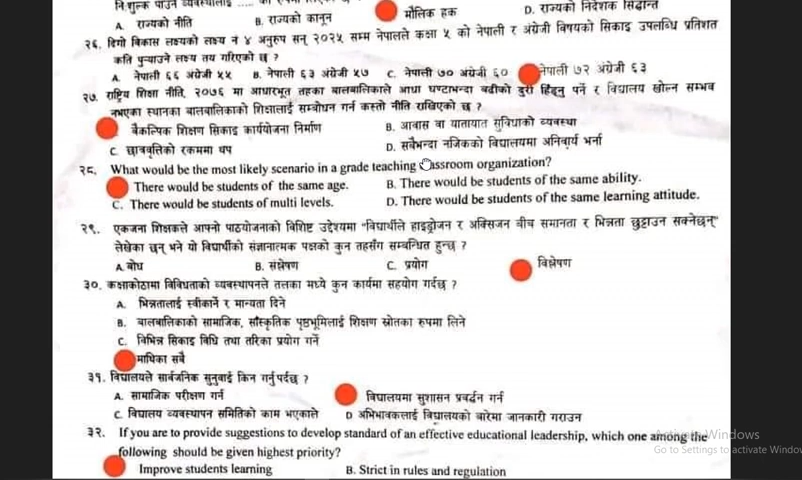 नि:शुल्क पाउने व्यवस्थालाई .....
A. राज्यको नीति B. राज्यको कानून मौलिक हक D. राज्यको निर्देशक सिद्धान्त
२६. दिगो विकास लक्ष्यको लक्ष्य नं ४ अनुरुप सन् २०२५ सम्म नेपालले कक्षा ५ को नेपाली र अंग्रेजी विषयको सिकाइ उपलब्धि प्रतिशत
कति पुऱ्याउने लक्ष्य तय गरिएको छ ?
A. नेपाली ६६ अंग्रेजी ५५ B. नेपाली ६३ अंग्रेजी ५७ C. नेपाली ७० अंग्रेजी ६० नेपाली ७२ अंग्रेजी ६३
२७. राष्ट्रिय शिक्षा नीति, २०७६ मा आधारभूत तहका बालबालिकाले आधा घण्टाभन्दा बढीको दुरी हिँड्नु पर्ने र विद्यालय खोल्न सम्भव
नभएका स्थानका बालबालिकाको शिक्षालाई सम्बोधन गर्न कस्तो नीति राखिएको छ ?
बैकल्पिक शिक्षण सिकाइ कार्ययोजना निर्माण B. आवास वा यातायात सुविधाको व्यवस्था
C. छात्रवृत्तिको रकममा थप D. सबैभन्दा नजिकको विद्यालयमा अनिवार्य भर्ना
२८. What would be the most likely scenario in a grade teaching classroom organization?
There would be students of the same age. B. There would be students of the same ability.
C. There would be students of multi levels. D. There would be students of the same learning attitude.
२९. एकजना शिक्षकले आफ्नो पाठयोजनाको विशिष्ट उद्देश्यमा "विद्यार्थीले हाइड्रोजन र अक्सिजन बीच समानता र भिन्नता छुट्टाउन सक्नेछन्"
लेखेका छन् भने यो विद्यार्थीको संज्ञानात्मक पक्षको कुन तहसँग सम्बन्धित हुन्छ ?
A. बोध B. संश्लेषण C. प्रयोग विश्लेषण
३०. कक्षाकोठामा विविधताको व्यवस्थापनले तलका मध्ये कुन कार्यमा सहयोग गर्दछ ?
A. भिन्नतालाई स्वीकार्ने र मान्यता दिने
B. बालबालिकाको सामाजिक, साँस्कृतिक पृष्ठभूमिलाई शिक्षण स्रोतका रुपमा लिने
C. विभिन्न सिकाइ विधि तथा तरिका प्रयोग गर्ने
माथिका सबै
३१. विद्यालयले सार्वजनिक सुनुवाई किन गर्नुपर्दछ ?
A. सामाजिक परीक्षण गर्न विद्यालयमा सुशासन प्रवर्द्धन गर्न
C. विद्यालय व्यवस्थापन समितिको काम भएकाले D अभिभावकलाई विद्यालयको बारेमा जानकारी गराउन
३२. If you are to provide suggestions to develop standard of an effective educational leadership, which one among the
following should be given highest priority?
Improve students learning B. Strict in rules and regulation
Activate Windows
Go to Settings to activate Window